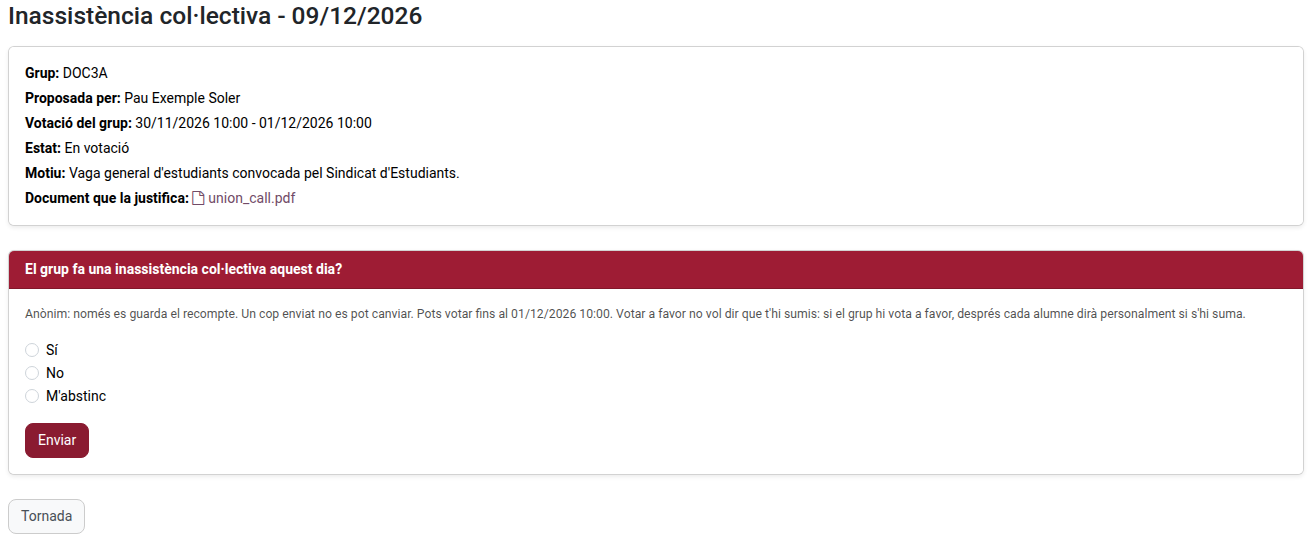 Inassistència col·lectiva - 09/12/2026
Grup: DOC3A
Proposada per: Pau Exemple Soler
Votació del grup: 30/11/2026 10:00 - 01/12/2026 10:00
Estat: En votació
Motiu: Vaga general d'estudiants convocada pel Sindicat d'Estudiants.
Document que la justifica: union_call.pdf
El grup fa una inassistència col·lectiva aquest dia?
Anònim: només es guarda el recompte. Un cop enviat no es pot canviar. Pots votar fins al 01/12/2026 10:00. Votar a favor no vol dir que t'hi sumis: si el grup hi vota a favor, després cada alumne dirà personalment si s'hi suma.
Sí
No
M'abstinc
Enviar
Tornada